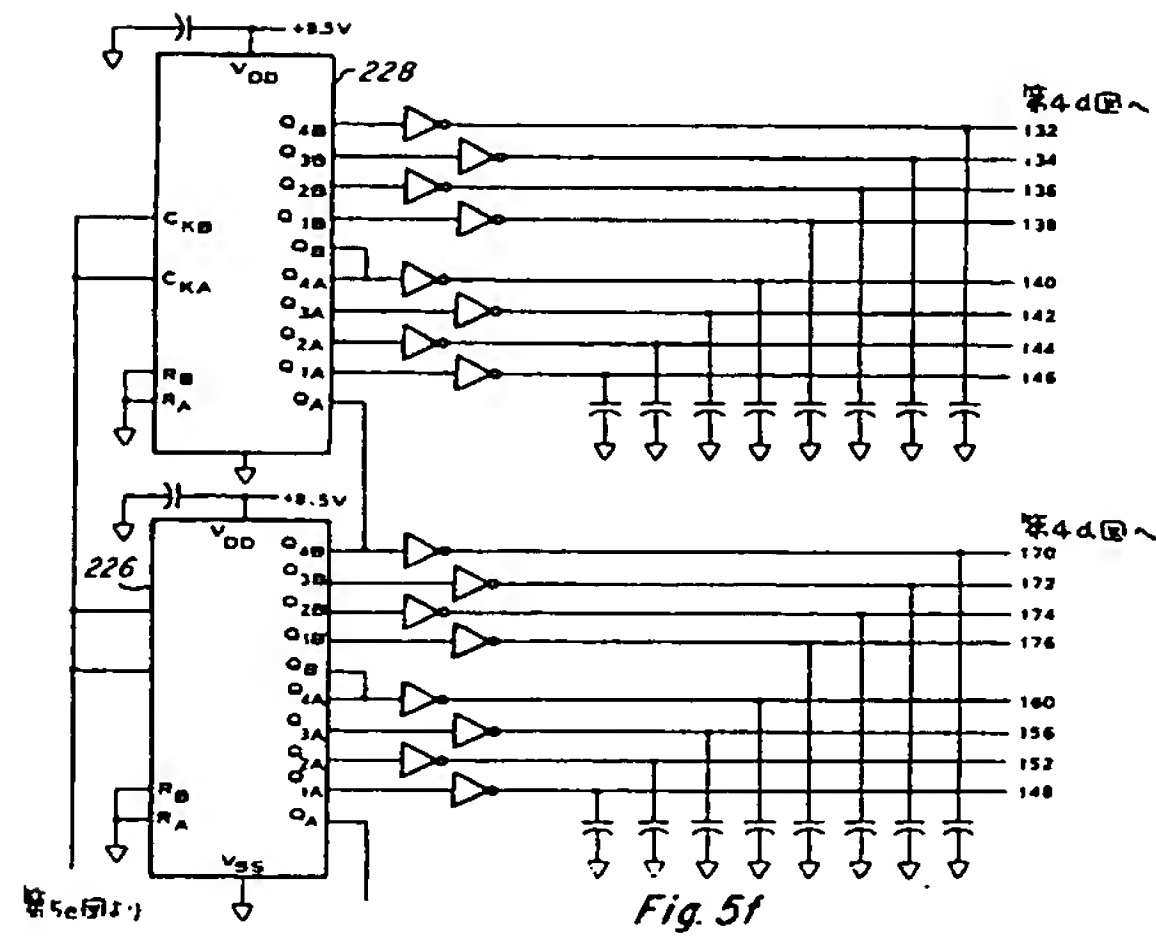 +8.5V
VDD
228
第4d図へ
Q4B
132
Q3B
134
Q2B
136
CKB
Q1B
138
QB
CKA
Q4A
140
Q3A
142
Q2A
144
RB
Q1A
146
RA
QA
+8.5V
VDD
第4d図へ
226
Q4B
170
Q3B
172
Q2B
174
Q1B
176
QB
Q4A
160
Q3A
156
Q2A
152
RB
Q1A
148
RA
QA
VSS
第5e図より
Fig. 5f